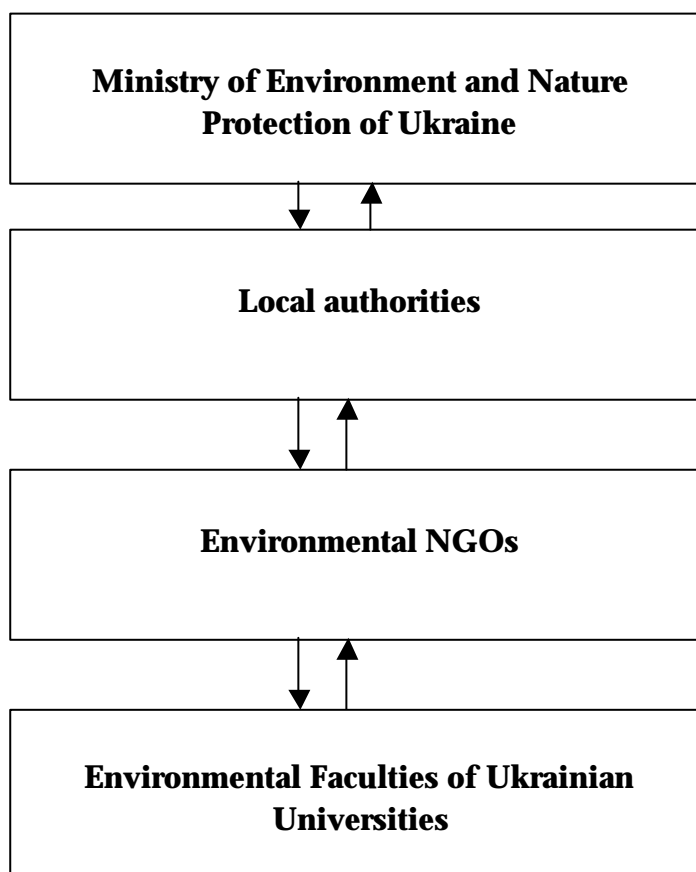 Ministry of Environment and Nature
Protection of Ukraine
Local authorities
Environmental NGOs
Environmental Faculties of Ukrainian
Universities